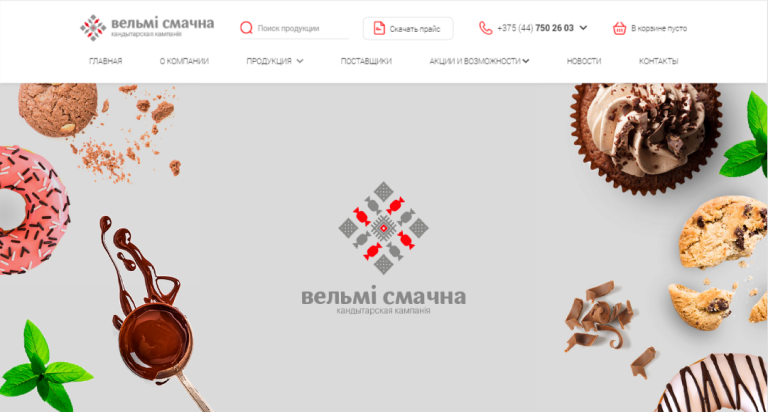 вельмі смачна
кандытарская кампанія
Поиск продукции
Скачать прайс
+375 (44) 750 26 03
В корзине пусто
ГЛАВНАЯ
О КОМПАНИИ
ПРОДУКЦИЯ
ПОСТАВЩИКИ
АКЦИИ И ВОЗМОЖНОСТИ
НОВОСТИ
КОНТАКТЫ
вельмі смачна
кандытарская кампанія